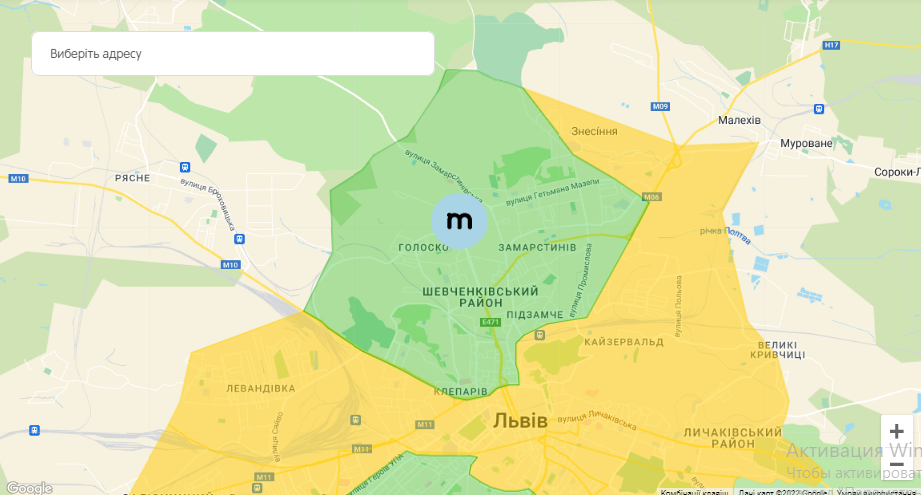 Виберіть адресу
H17
M09
Малехів
Знесіння
Муроване
вулиця Замарстинівська
РЯСНЕ
M10
вулиця Брюховицька
вулиця Гетьмана Мазепи
M06
Сороки-Л
m
річка Полтва
ГОЛОСКО
ЗАМАРСТИНІВ
M10
вулиця Промислова
ШЕВЧЕНКІВСЬКИЙ
РАЙОН
ПІДЗАМЧЕ
вулиця Польова
E471
КАЙЗЕРВАЛЬД
ВЕЛИКІ
КРИВЧИЦІ
ЛЕВАНДІВКА
КЛЕПАРІВ
Львів
вулиця Личаківська
M11
вулиця Сяйво
ЛИЧАКІВСЬКИЙ
РАЙОН
+
−
M11
Активация Win
Чтобы активироват
вулиця Героїв УПА
M11
Google
Комбінації клавіш
Дані карт ©2022 Google
Умови використання